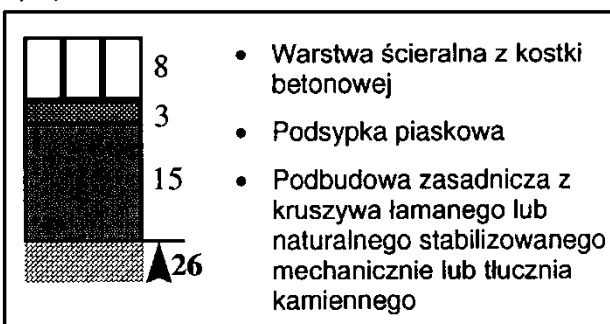 8
3
15
26
• Warstwa ścieralna z kostki
betonowej
• Podsypka piaskowa
• Podbudowa zasadnicza z
kruszywa łamanego lub
naturalnego stabilizowanego
mechanicznie lub tłucznia
kamiennego